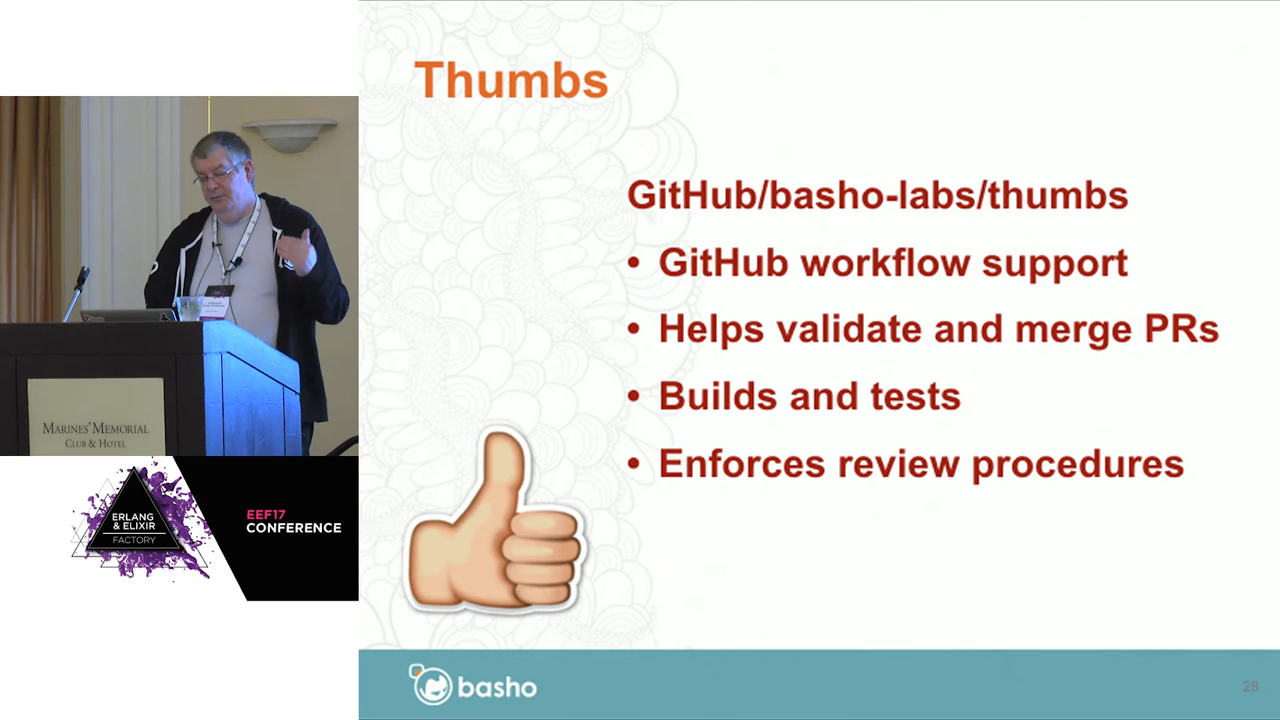 Thumbs
GitHub/basho-labs/thumbs
• GitHub workflow support
• Helps validate and merge PRs
• Builds and tests
• Enforces review procedures
basho
28
MARINES' MEMORIAL
CLUB & HOTEL
ERLANG
& ELIXIR
FACTORY
EEF17
CONFERENCE